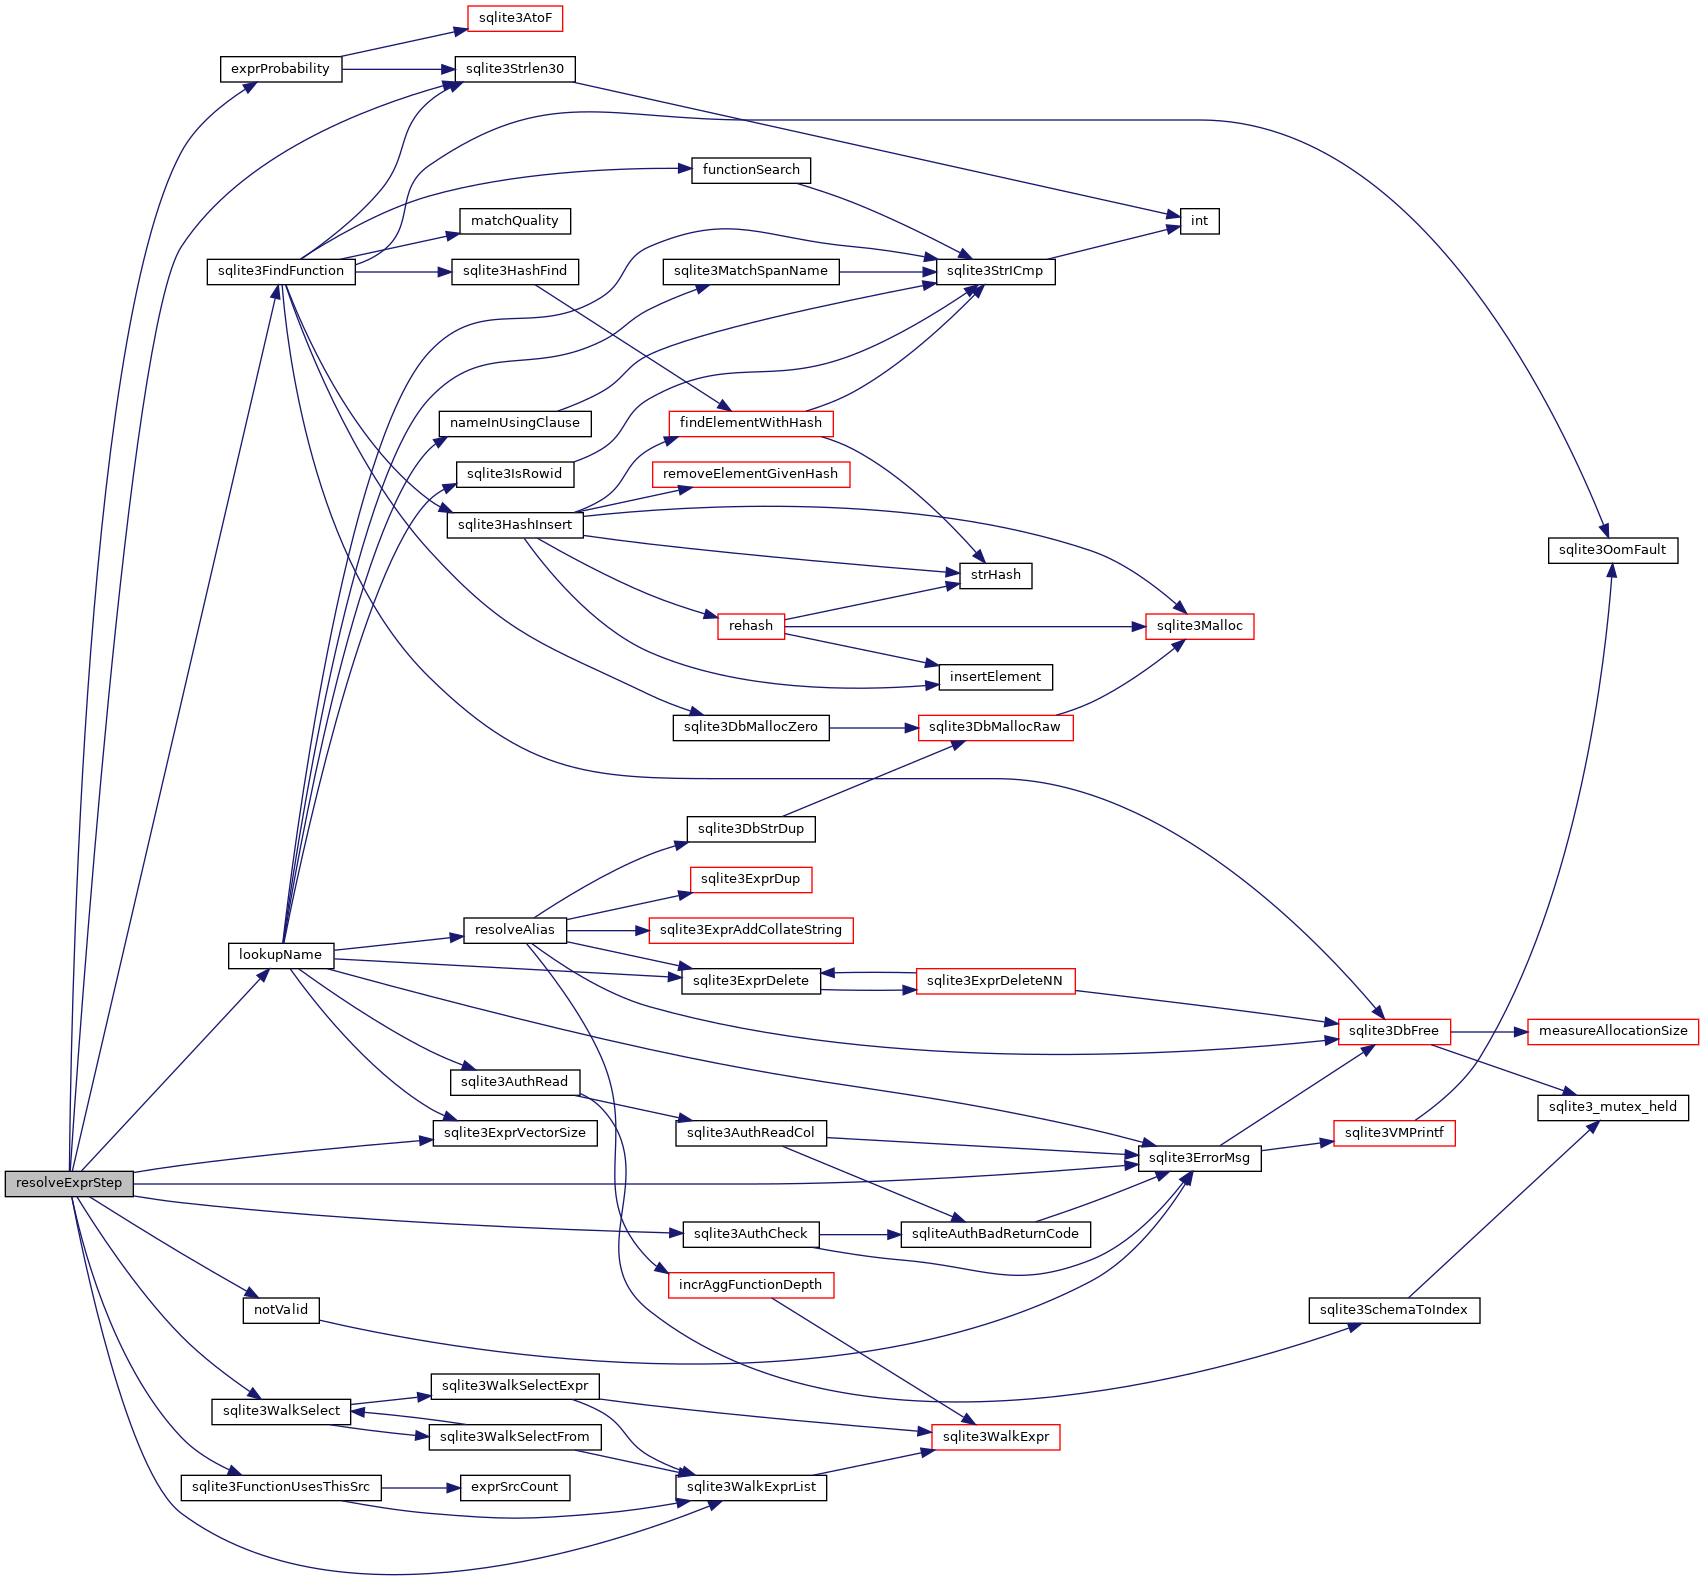 sqlite3AtoF
exprProbability
sqlite3Strlen30
functionSearch
matchQuality
int
sqlite3FindFunction
sqlite3HashFind
sqlite3MatchSpanName
sqlite3StrICmp
nameInUsingClause
findElementWithHash
sqlite3IsRowid
removeElementGivenHash
sqlite3HashInsert
sqlite3OomFault
strHash
rehash
sqlite3Malloc
insertElement
sqlite3DbMallocZero
sqlite3DbMallocRaw
sqlite3DbStrDup
sqlite3ExprDup
resolveAlias
sqlite3ExprAddCollateString
lookupName
sqlite3ExprDelete
sqlite3ExprDeleteNN
sqlite3DbFree
measureAllocationSize
sqlite3AuthRead
sqlite3_mutex_held
sqlite3ExprVectorSize
sqlite3AuthReadCol
sqlite3VMPrintf
sqlite3ErrorMsg
resolveExprStep
sqlite3AuthCheck
sqliteAuthBadReturnCode
incrAggFunctionDepth
notValid
sqlite3SchemaToIndex
sqlite3WalkSelectExpr
sqlite3WalkSelect
sqlite3WalkSelectFrom
sqlite3WalkExpr
sqlite3FunctionUsesThisSrc
exprSrcCount
sqlite3WalkExprList